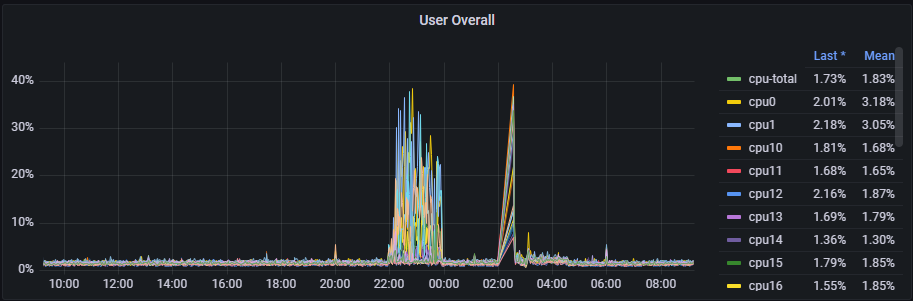 User Overall
Last * Mean
40%
30%
20%
10%
0%
10:00 12:00 14:00 16:00 18:00 20:00 22:00 00:00 02:00 04:00 06:00 08:00
cpu-total 1.73% 1.83%
cpu0 2.01% 3.18%
cpu1 2.18% 3.05%
cpu10 1.81% 1.68%
cpu11 1.68% 1.65%
cpu12 2.16% 1.87%
cpu13 1.69% 1.79%
cpu14 1.36% 1.30%
cpu15 1.79% 1.85%
cpu16 1.55% 1.85%